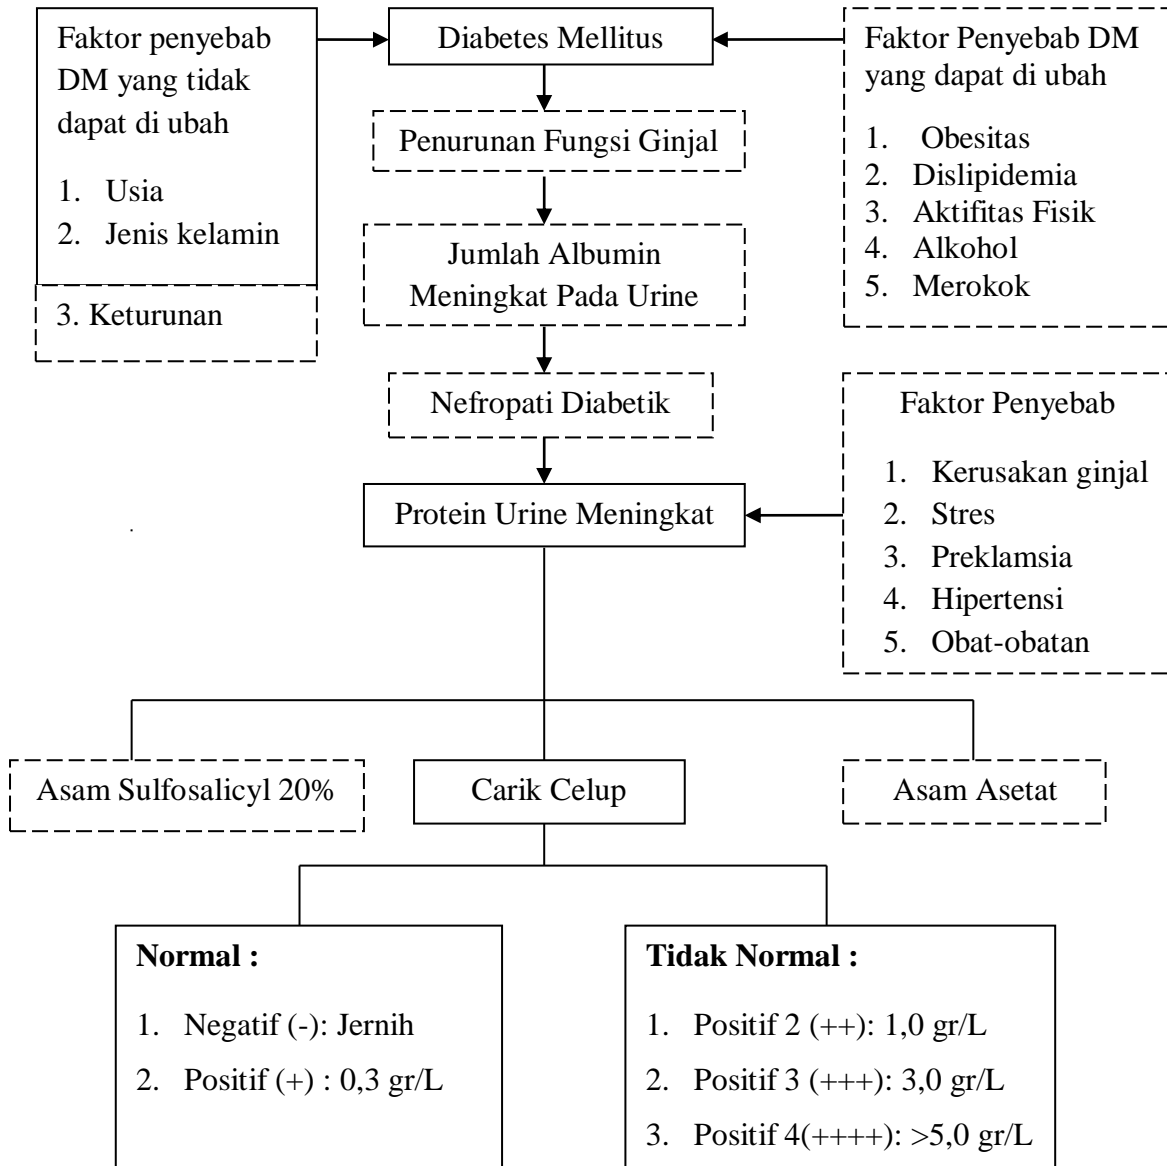 Faktor penyebab
DM yang tidak
dapat di ubah
1. Usia
2. Jenis kelamin
3. Keturunan
Diabetes Mellitus
Faktor Penyebab DM
yang dapat di ubah
1. Obesitas
2. Dislipidemia
3. Aktifitas Fisik
4. Alkohol
5. Merokok
Penurunan Fungsi Ginjal
Jumlah Albumin
Meningkat Pada Urine
Nefropati Diabetik
Protein Urine Meningkat
Faktor Penyebab
1. Kerusakan ginjal
2. Stres
3. Preklamsia
4. Hipertensi
5. Obat-obatan
Asam Sulfosalicyl 20%
Carik Celup
Asam Asetat
Normal :
1. Negatif (-): Jernih
2. Positif (+) : 0,3 gr/L
Tidak Normal :
1. Positif 2 (++): 1,0 gr/L
2. Positif 3 (+++): 3,0 gr/L
3. Positif 4(++++): >5,0 gr/L